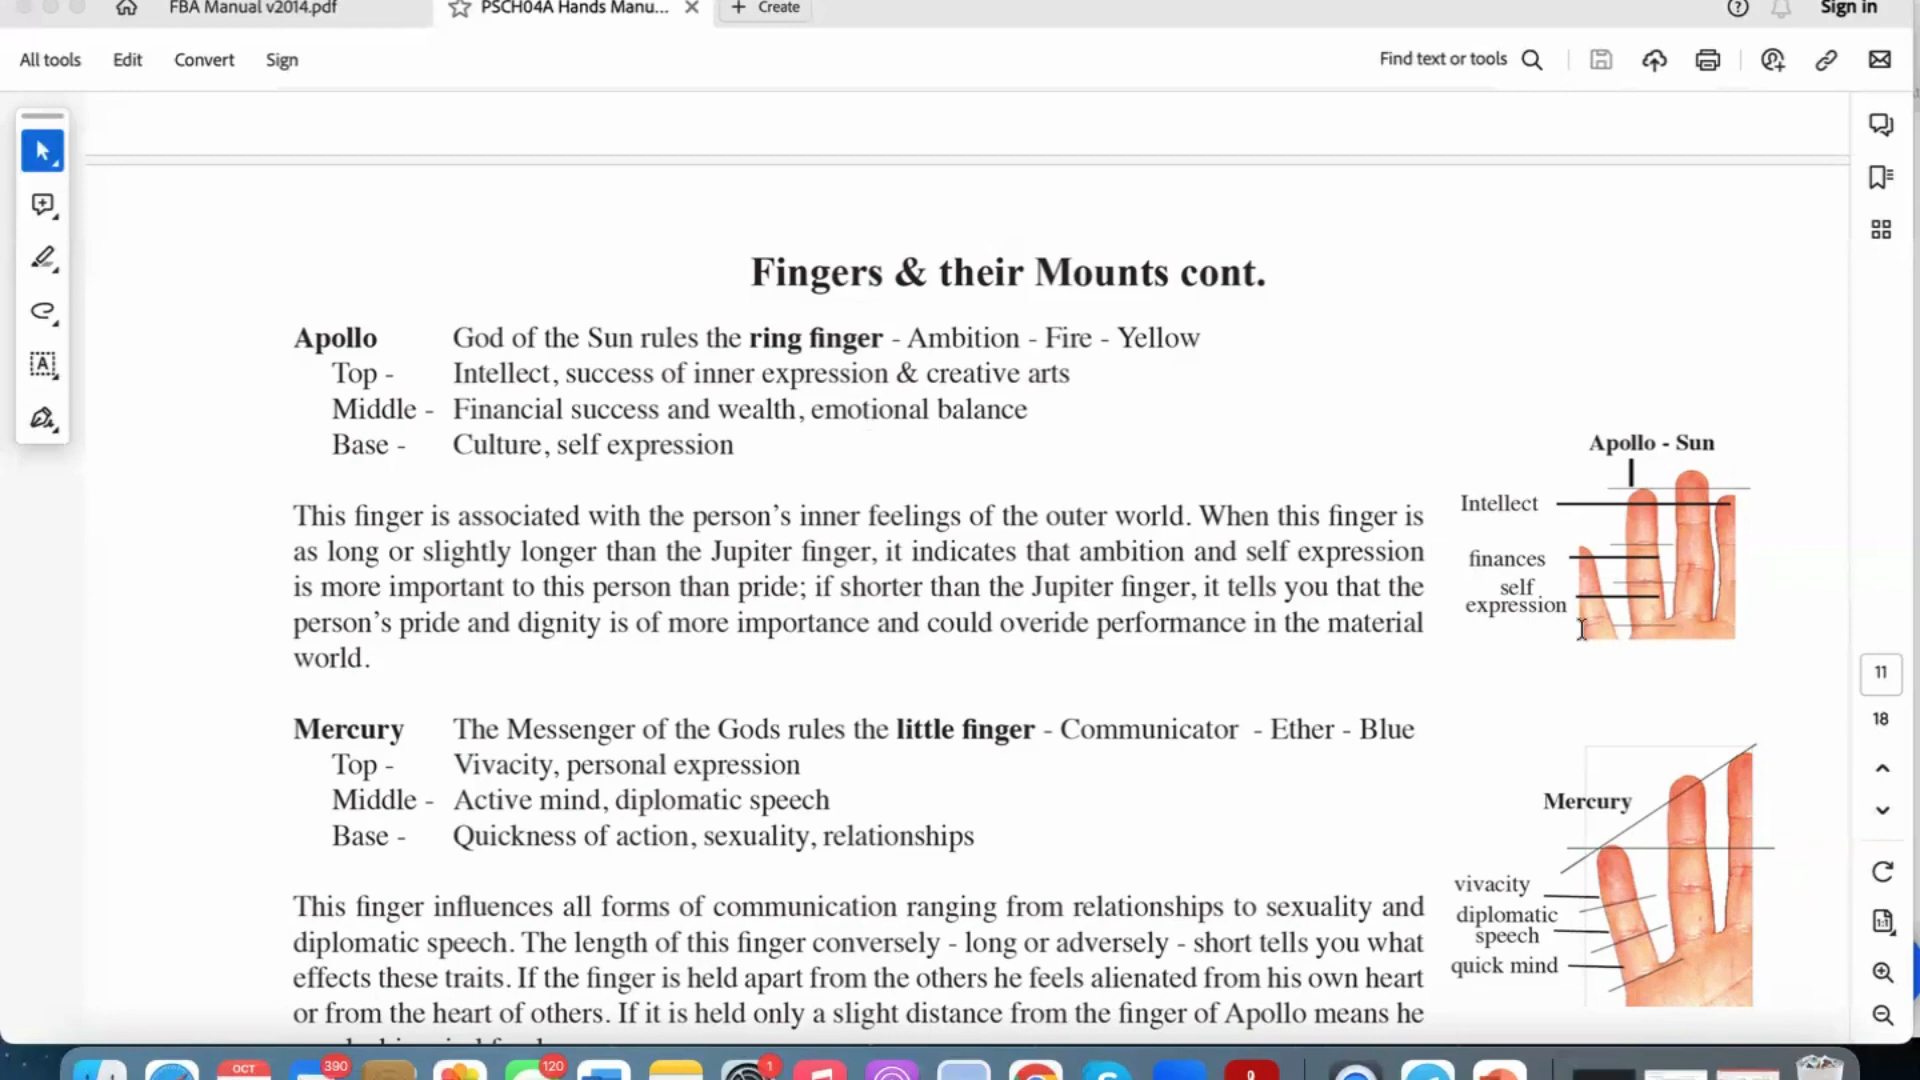 FBA Manual v2014.pdf
PSCH04A Hands Manu...
Create
Sign in
All tools
Edit
Convert
Sign
Find text or tools
Fingers & their Mounts cont.
Apollo God of the Sun rules the ring finger - Ambition - Fire - Yellow
Top - Intellect, success of inner expression & creative arts
Middle - Financial success and wealth, emotional balance
Base - Culture, self expression
Apollo - Sun
Intellect
finances
self
expression
This finger is associated with the person's inner feelings of the outer world. When this finger is
as long or slightly longer than the Jupiter finger, it indicates that ambition and self expression
is more important to this person than pride; if shorter than the Jupiter finger, it tells you that the
person's pride and dignity is of more importance and could overide performance in the material
world.
Mercury The Messenger of the Gods rules the little finger - Communicator - Ether - Blue
Top - Vivacity, personal expression
Middle - Active mind, diplomatic speech
Base - Quickness of action, sexuality, relationships
Mercury
vivacity
diplomatic
speech
quick mind
This finger influences all forms of communication ranging from relationships to sexuality and
diplomatic speech. The length of this finger conversely - long or adversely - short tells you what
effects these traits. If the finger is held apart from the others he feels alienated from his own heart
or from the heart of others. If it is held only a slight distance from the finger of Apollo means he
11
18
1:1
OCT
390
120
1